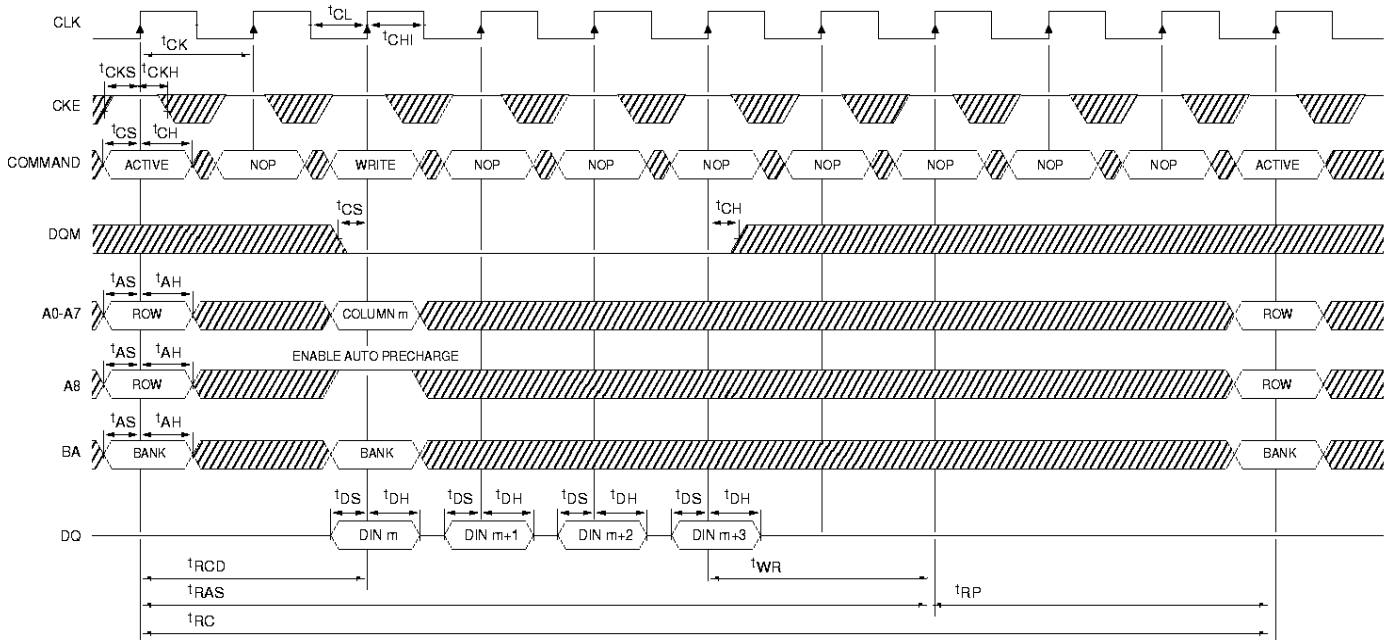 CLK
tCL
tCHI
tCK
tCKS tCKH
CKE
tCS tCH
COMMAND ACTIVE NOP WRITE NOP NOP NOP NOP NOP NOP NOP ACTIVE
tCS tCH
DQM
tAS tAH
A0-A7 ROW COLUMN m ROW
ENABLE AUTO PRECHARGE
tAS tAH
A8 ROW ROW
tAS tAH
BA BANK BANK BANK
tDS tDH tDS tDH tDS tDH tDS tDH
DQ DIN m DIN m+1 DIN m+2 DIN m+3
tRCD tWR
tRAS tRP
tRC